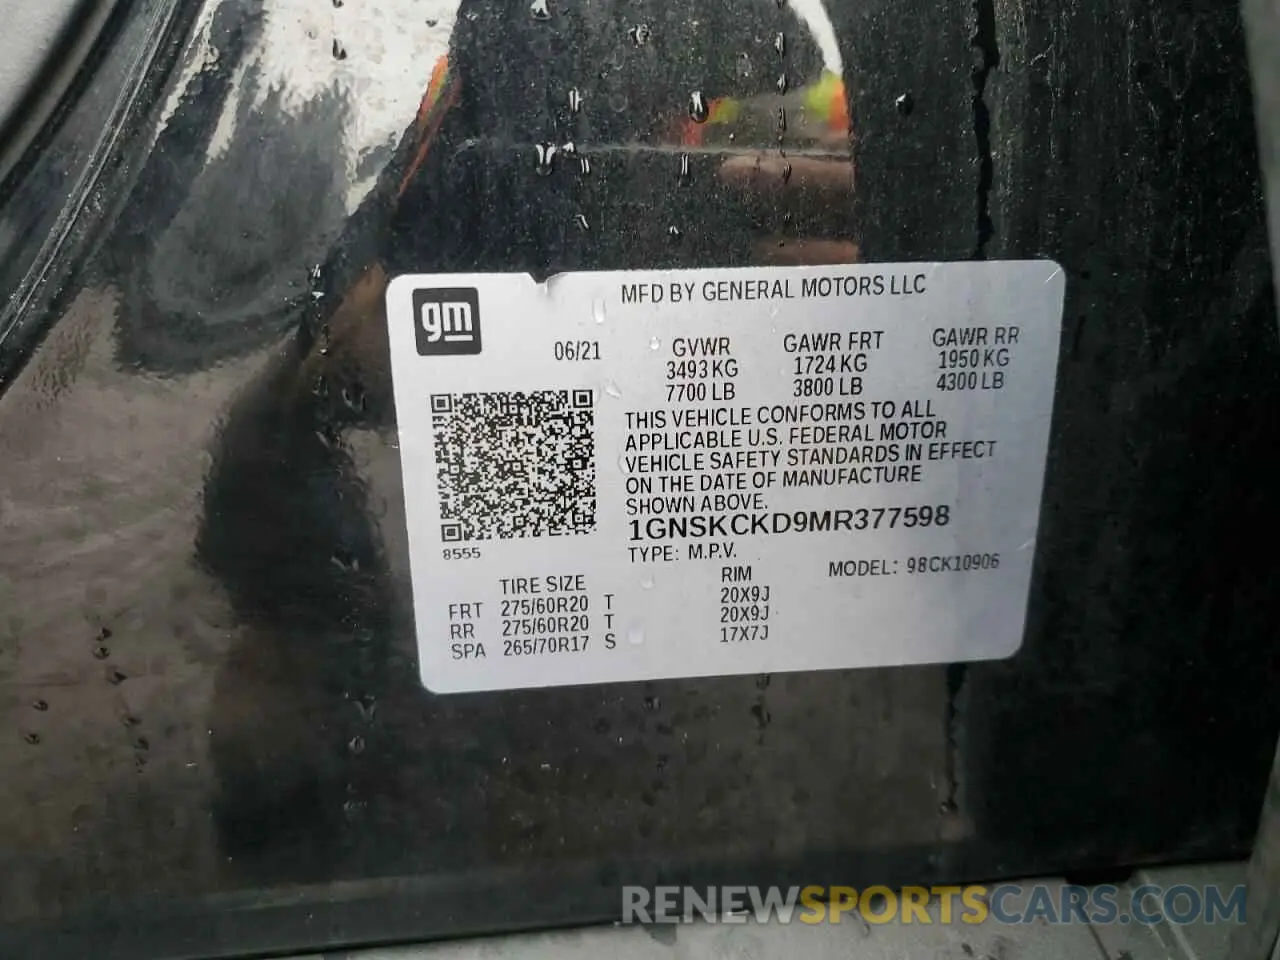 gm
MFD BY GENERAL MOTORS LLC
06/21
GVWR GAWR FRT GAWR RR
3493 KG 1724 KG 1950 KG
7700 LB 3800 LB 4300 LB
THIS VEHICLE CONFORMS TO ALL
APPLICABLE U.S. FEDERAL MOTOR
VEHICLE SAFETY STANDARDS IN EFFECT
ON THE DATE OF MANUFACTURE
SHOWN ABOVE.
1GNSKCKD9MR377598
8555
TYPE: M.P.V. MODEL: 98CK10906
TIRE SIZE RIM
FRT 275/60R20 T 20X9J
RR 275/60R20 T 20X9J
SPA 265/70R17 S 17X7J
RENEWSPORTSCARS.COM